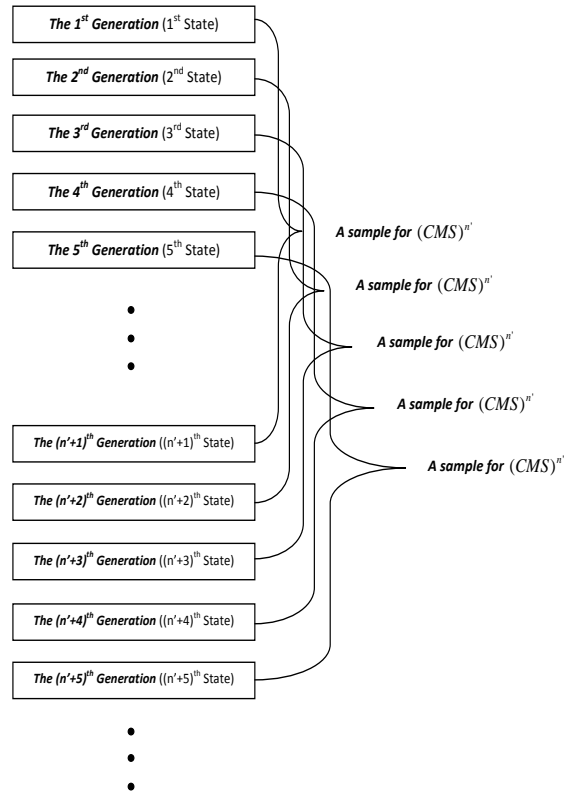 The 1st Generation (1st State)
The 2nd Generation (2nd State)
The 3rd Generation (3rd State)
The 4th Generation (4th State)
The 5th Generation (5th State)
A sample for (CMS)n'
A sample for (CMS)n'
A sample for (CMS)n'
A sample for (CMS)n'
A sample for (CMS)n'
The (n'+1)th Generation ((n'+1)th State)
The (n'+2)th Generation ((n'+2)th State)
The (n'+3)th Generation ((n'+3)th State)
The (n'+4)th Generation ((n'+4)th State)
The (n'+5)th Generation ((n'+5)th State)